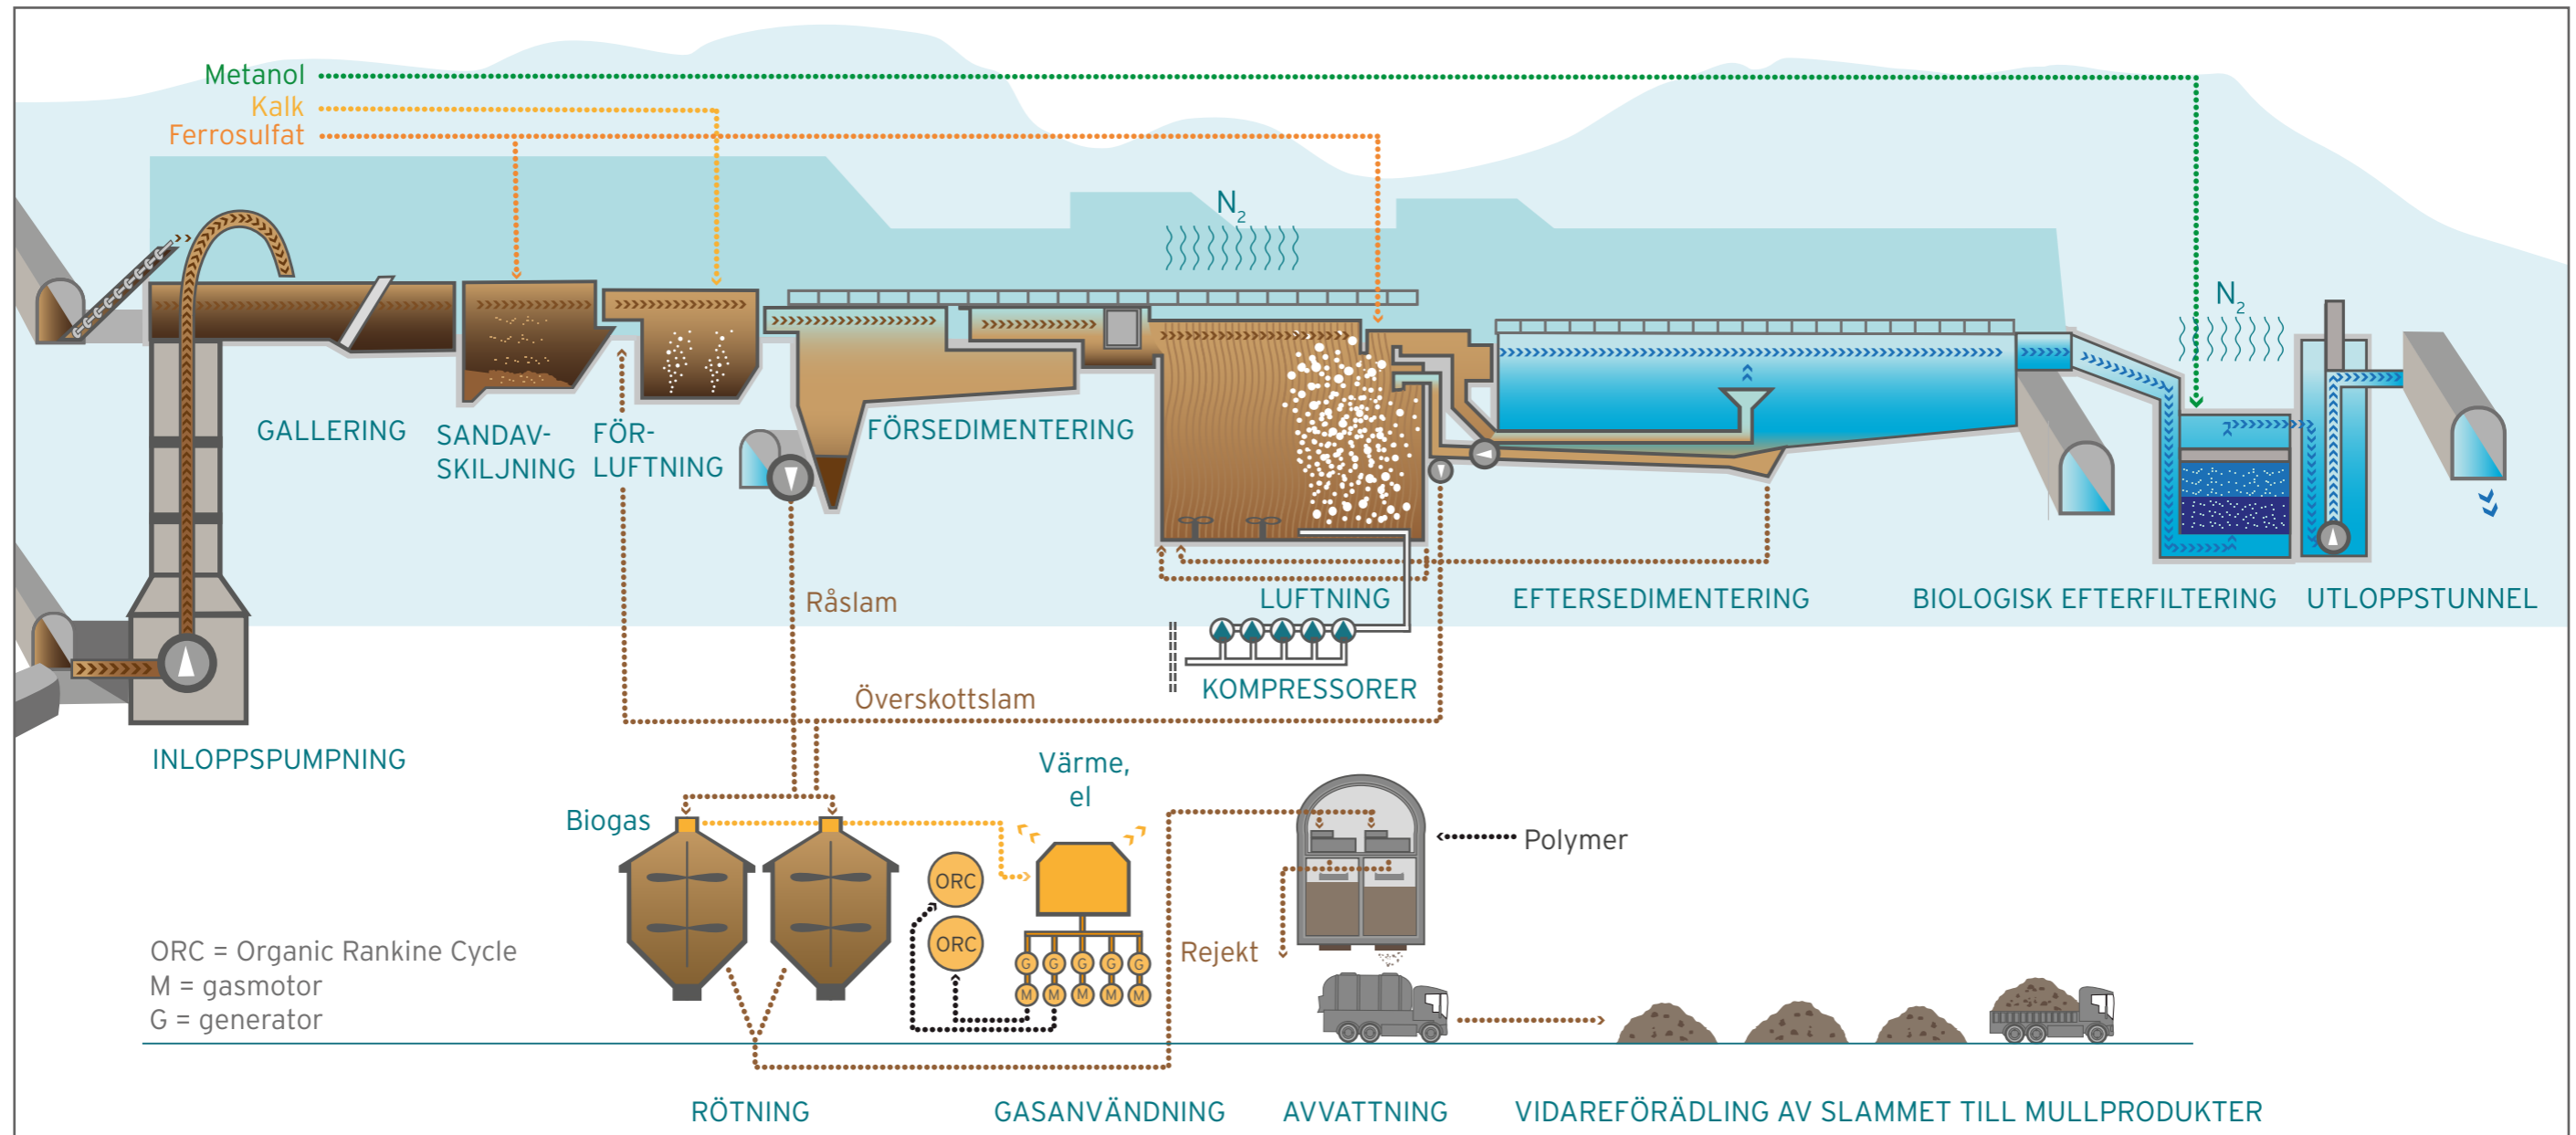 Metanol
Kalk
Ferrosulfat
N₂
N₂
GALLERING
SANDAV-
SKILJNING
FÖR-
LUFTNING
FÖRSEDIMENTERING
Råslam
LUFTNING
EFTERSEDIMENTERING
BIOLOGISK EFTERFILTERING
UTLOPPSTUNNEL
KOMPRESSORER
Överskottslam
INLOPPSPUMPNING
Värme,
el
Biogas
Polymer
ORC
ORC
Rejekt
G G G G G
M M M M M
ORC = Organic Rankine Cycle
M = gasmotor
G = generator
RÖTNING
GASANVÄNDNING
AVVATTNING
VIDAREFÖRÄDLING AV SLAMMET TILL MULLPRODUKTER